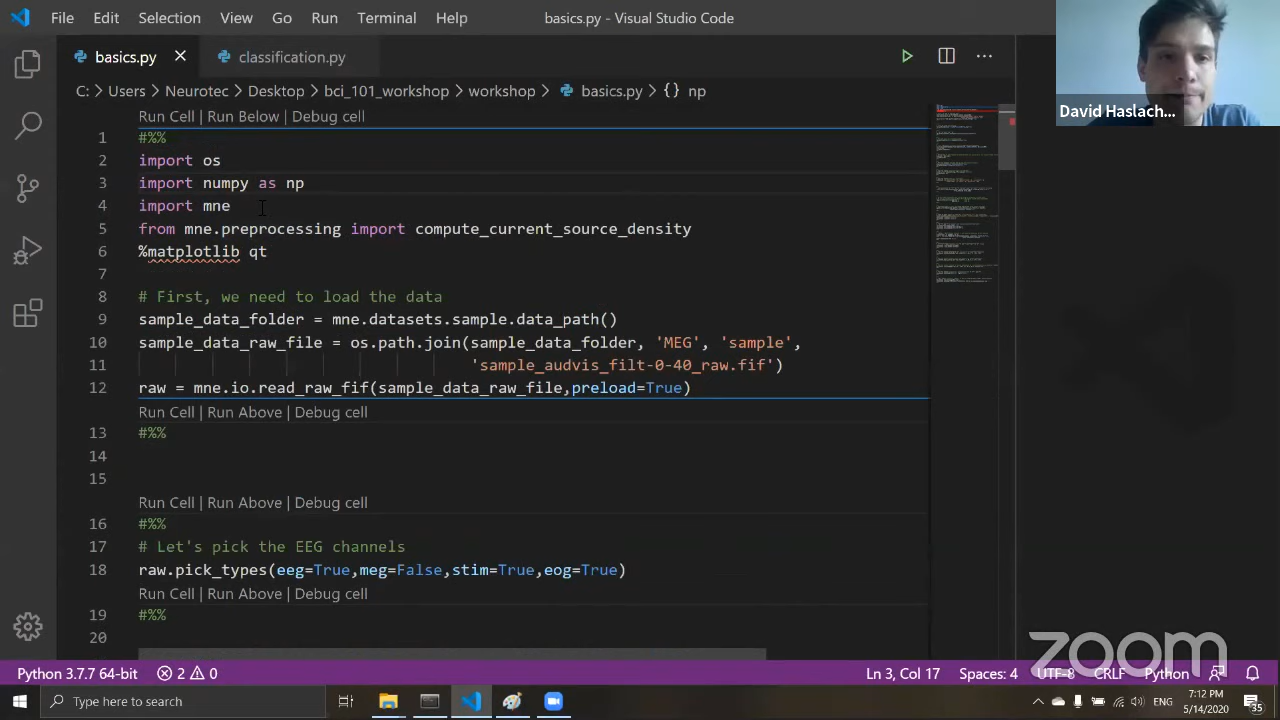 File Edit Selection View Go Run Terminal Help basics.py - Visual Studio Code
basics.py classification.py
C: > Users > Neurotec > Desktop > bci_101_workshop > workshop > basics.py > {} np
Run Cell | Run Below | Debug cell
1 #%%
2 import os
3 import numpy as np
import mne
from mne.preprocessing import compute_current_source_density
%matplotlib
8 # First, we need to load the data
9 sample_data_folder = mne.datasets.sample.data_path()
10 sample_data_raw_file = os.path.join(sample_data_folder, 'MEG', 'sample',
11 'sample_audvis_filt-0-40_raw.fif')
12 raw = mne.io.read_raw_fif(sample_data_raw_file,preload=True)
Run Cell | Run Above | Debug cell
13 #%%
14
15
Run Cell | Run Above | Debug cell
16 #%%
17 # Let's pick the EEG channels
18 raw.pick_types(eeg=True,meg=False,stim=True,eog=True)
Run Cell | Run Above | Debug cell
19 #%%
20
David Haslach...
zoom
Python 3.7.7 64-bit 2 0 Ln 3, Col 17 Spaces: 4 UTF-8 CRLF Python
Type here to search
7:12 PM
5/14/2020
35